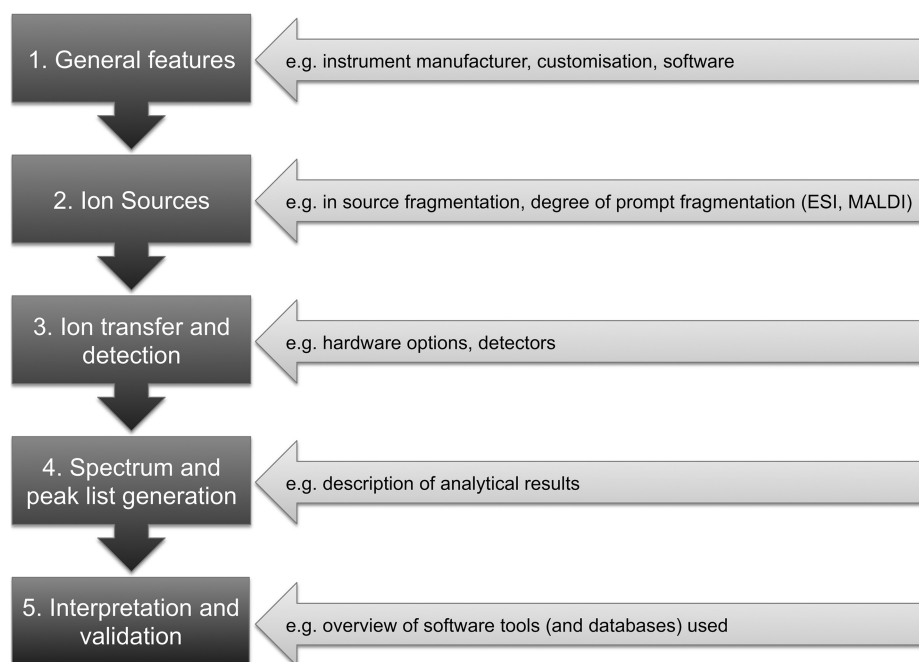 1. General features
e.g. instrument manufacturer, customisation, software
2. Ion Sources
e.g. in source fragmentation, degree of prompt fragmentation (ESI, MALDI)
3. Ion transfer and
detection
e.g. hardware options, detectors
4. Spectrum and
peak list generation
e.g. description of analytical results
5. Interpretation and
validation
e.g. overview of software tools (and databases) used